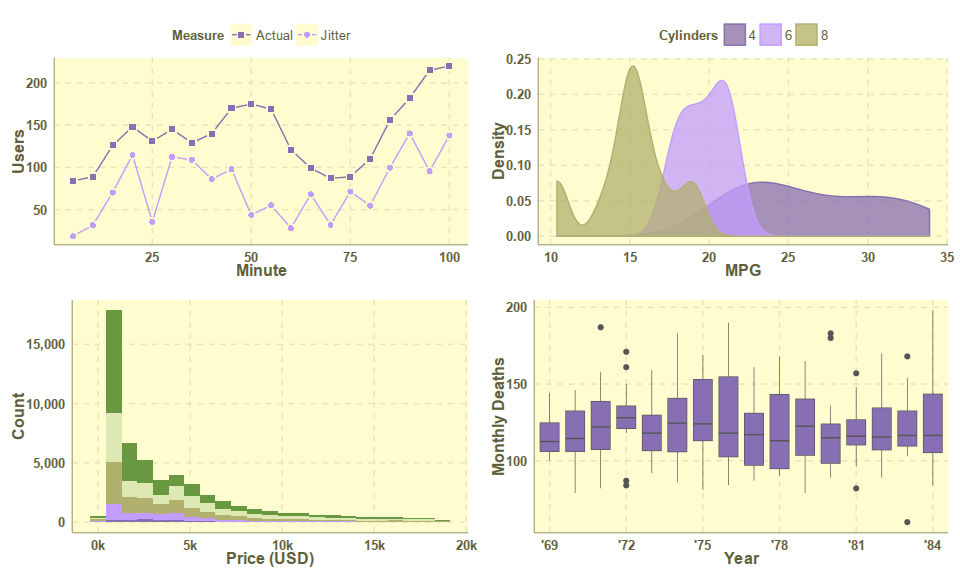 Measure Actual Jitter
Users
200
150
100
50
25 50 75 100
Minute
Cylinders 4 6 8
Density
0.25
0.20
0.15
0.10
0.05
0.00
10 15 20 25 30 35
MPG
Count
15,000
10,000
5,000
0
0k 5k 10k 15k 20k
Price (USD)
Monthly Deaths
200
150
100
'69 '72 '75 '78 '81 '84
Year